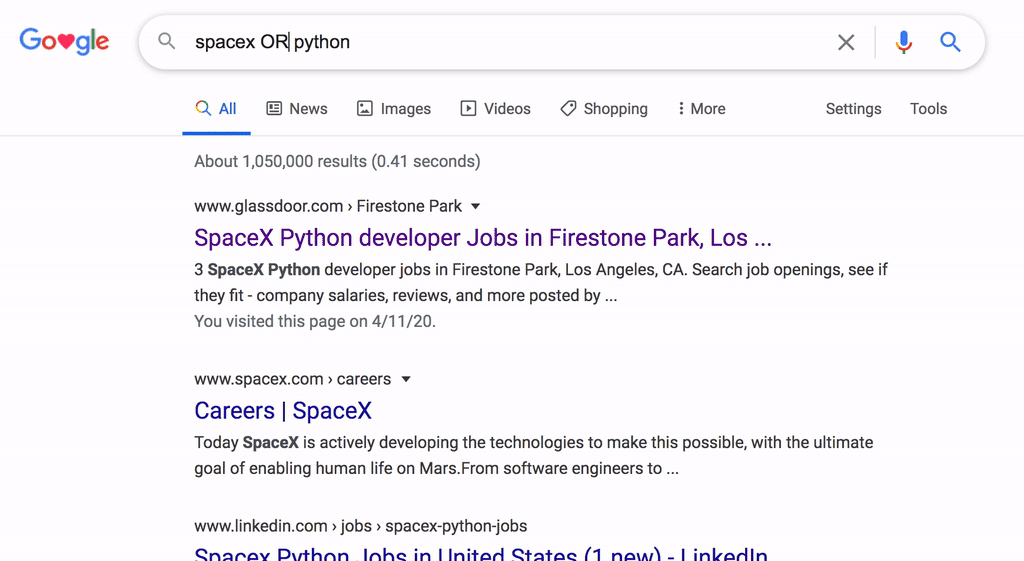 Google
spacex OR python
All News Images Videos Shopping More Settings Tools
About 1,050,000 results (0.41 seconds)
www.glassdoor.com › Firestone Park
SpaceX Python developer Jobs in Firestone Park, Los ...
3 SpaceX Python developer jobs in Firestone Park, Los Angeles, CA. Search job openings, see if
they fit - company salaries, reviews, and more posted by ...
You visited this page on 4/11/20.
www.spacex.com › careers
Careers | SpaceX
Today SpaceX is actively developing the technologies to make this possible, with the ultimate
goal of enabling human life on Mars.From software engineers to ...
www.linkedin.com › jobs › spacex-python-jobs
Spacex Python Jobs in United States (1 new) - LinkedIn